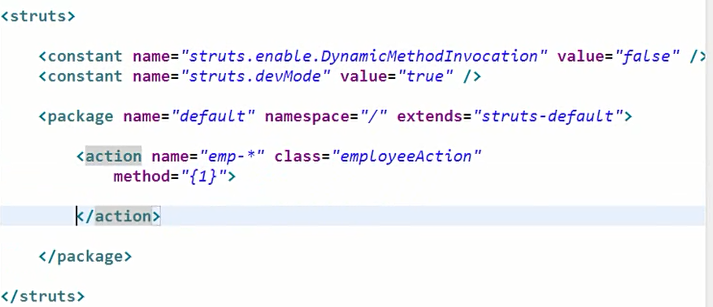 <struts>
<constant name="struts.enable.DynamicMethodInvocation" value="false" />
<constant name="struts.devMode" value="true" />
<package name="default" namespace="/" extends="struts-default">
<action name="emp-*" class="employeeAction"
method="{1}">
</action>
</package>
</struts>